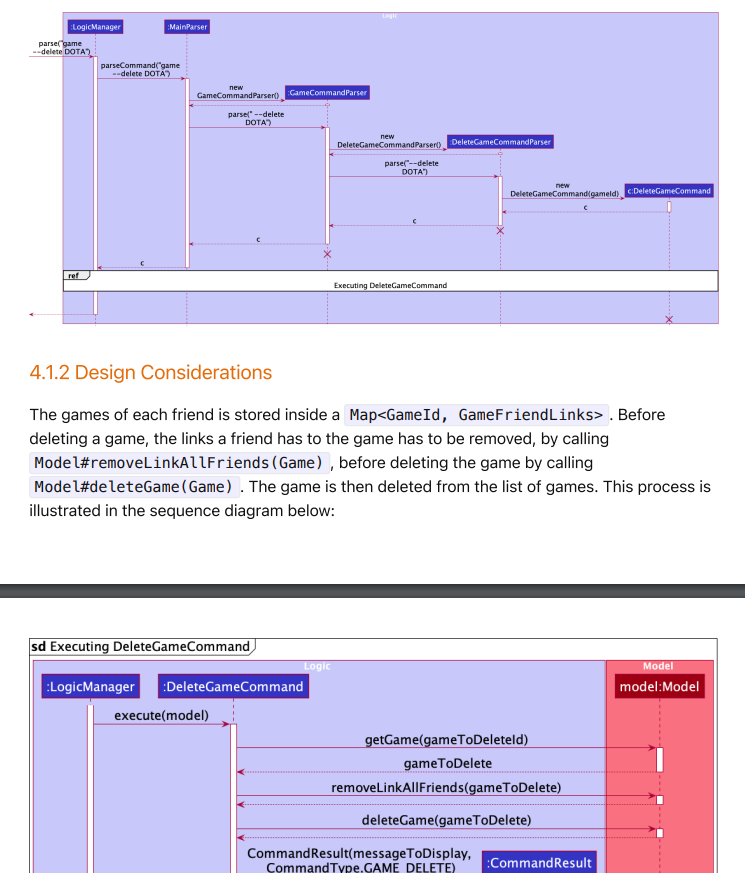 Logic
:LogicManager
:MainParser
parse("game
--delete DOTA")
parseCommand("game
--delete DOTA")
new
GameCommandParser()
:GameCommandParser
parse(" --delete
DOTA")
new
DeleteGameCommandParser()
:DeleteGameCommandParser
parse("--delete
DOTA")
new
DeleteGameCommand(gameId)
c:DeleteGameCommand
c
c
c
c
ref
Executing DeleteGameCommand
4.1.2 Design Considerations
The games of each friend is stored inside a Map<GameId, GameFriendLinks> . Before
deleting a game, the links a friend has to the game has to be removed, by calling
Model#removeLinkAllFriends(Game) , before deleting the game by calling
Model#deleteGame(Game) . The game is then deleted from the list of games. This process is
illustrated in the sequence diagram below:
sd Executing DeleteGameCommand
Logic
Model
:LogicManager
:DeleteGameCommand
model:Model
execute(model)
getGame(gameToDeleteId)
gameToDelete
removeLinkAllFriends(gameToDelete)
deleteGame(gameToDelete)
CommandResult(messageToDisplay,
CommandType.GAME_DELETE)
:CommandResult